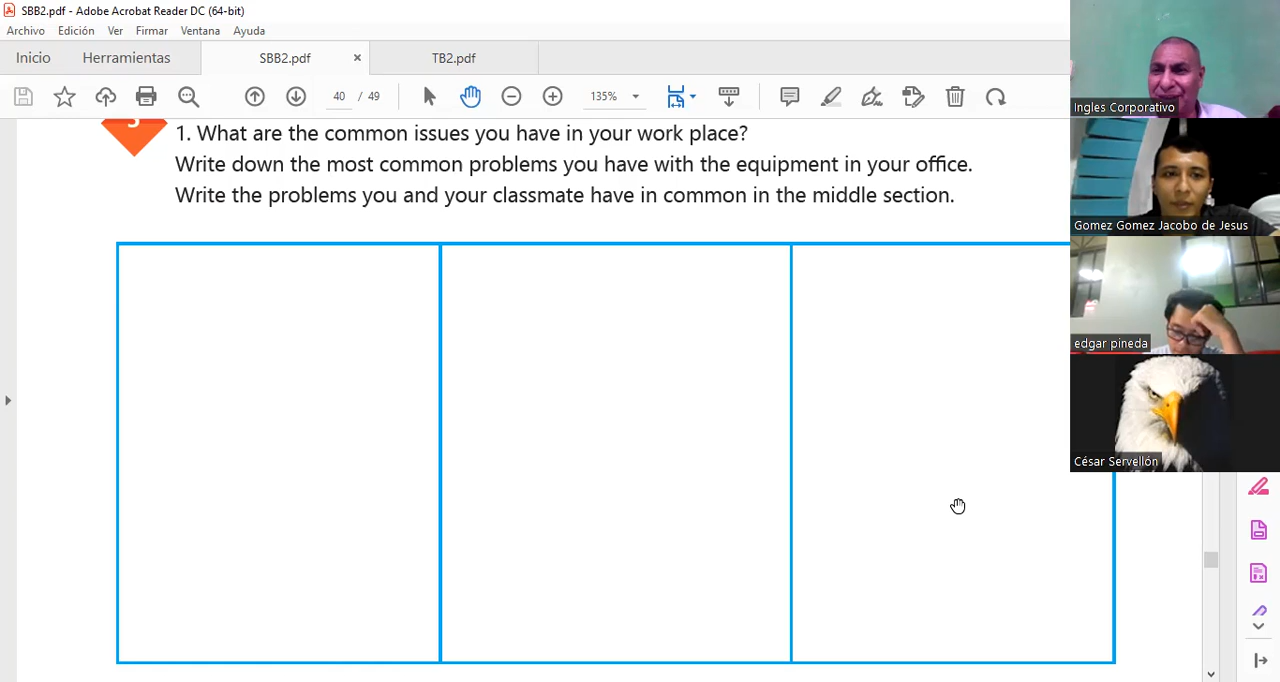 SBB2.pdf - Adobe Acrobat Reader DC (64-bit)
Archivo Edición Ver Firmar Ventana Ayuda
Inicio Herramientas SBB2.pdf × TB2.pdf
40 / 49 135%
1. What are the common issues you have in your work place?
Write down the most common problems you have with the equipment in your office.
Write the problems you and your classmate have in common in the middle section.
Ingles Corporativo
Gomez Gomez Jacobo de Jesus
edgar pineda
César Servellón